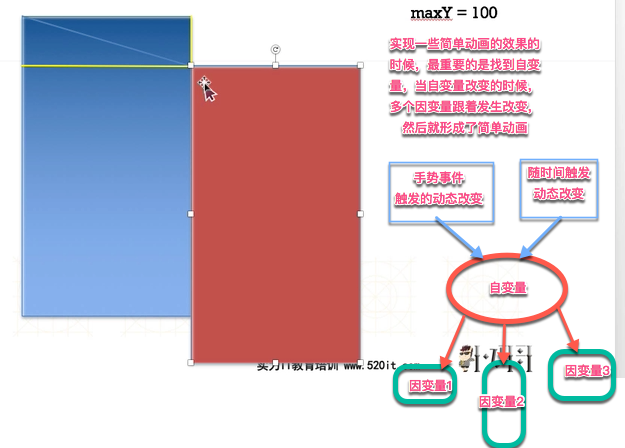 maxY = 100
实现一些简单动画的效果的
时候，最重要的是找到自变
量，当自变量改变的时候，
多个因变量跟着发生改变，
然后就形成了简单动画
手势事件
触发的动态改变
随时间触发
动态改变
自变量
实力IT教育培训 www.520it.com
因变量1
因变量2
因变量3